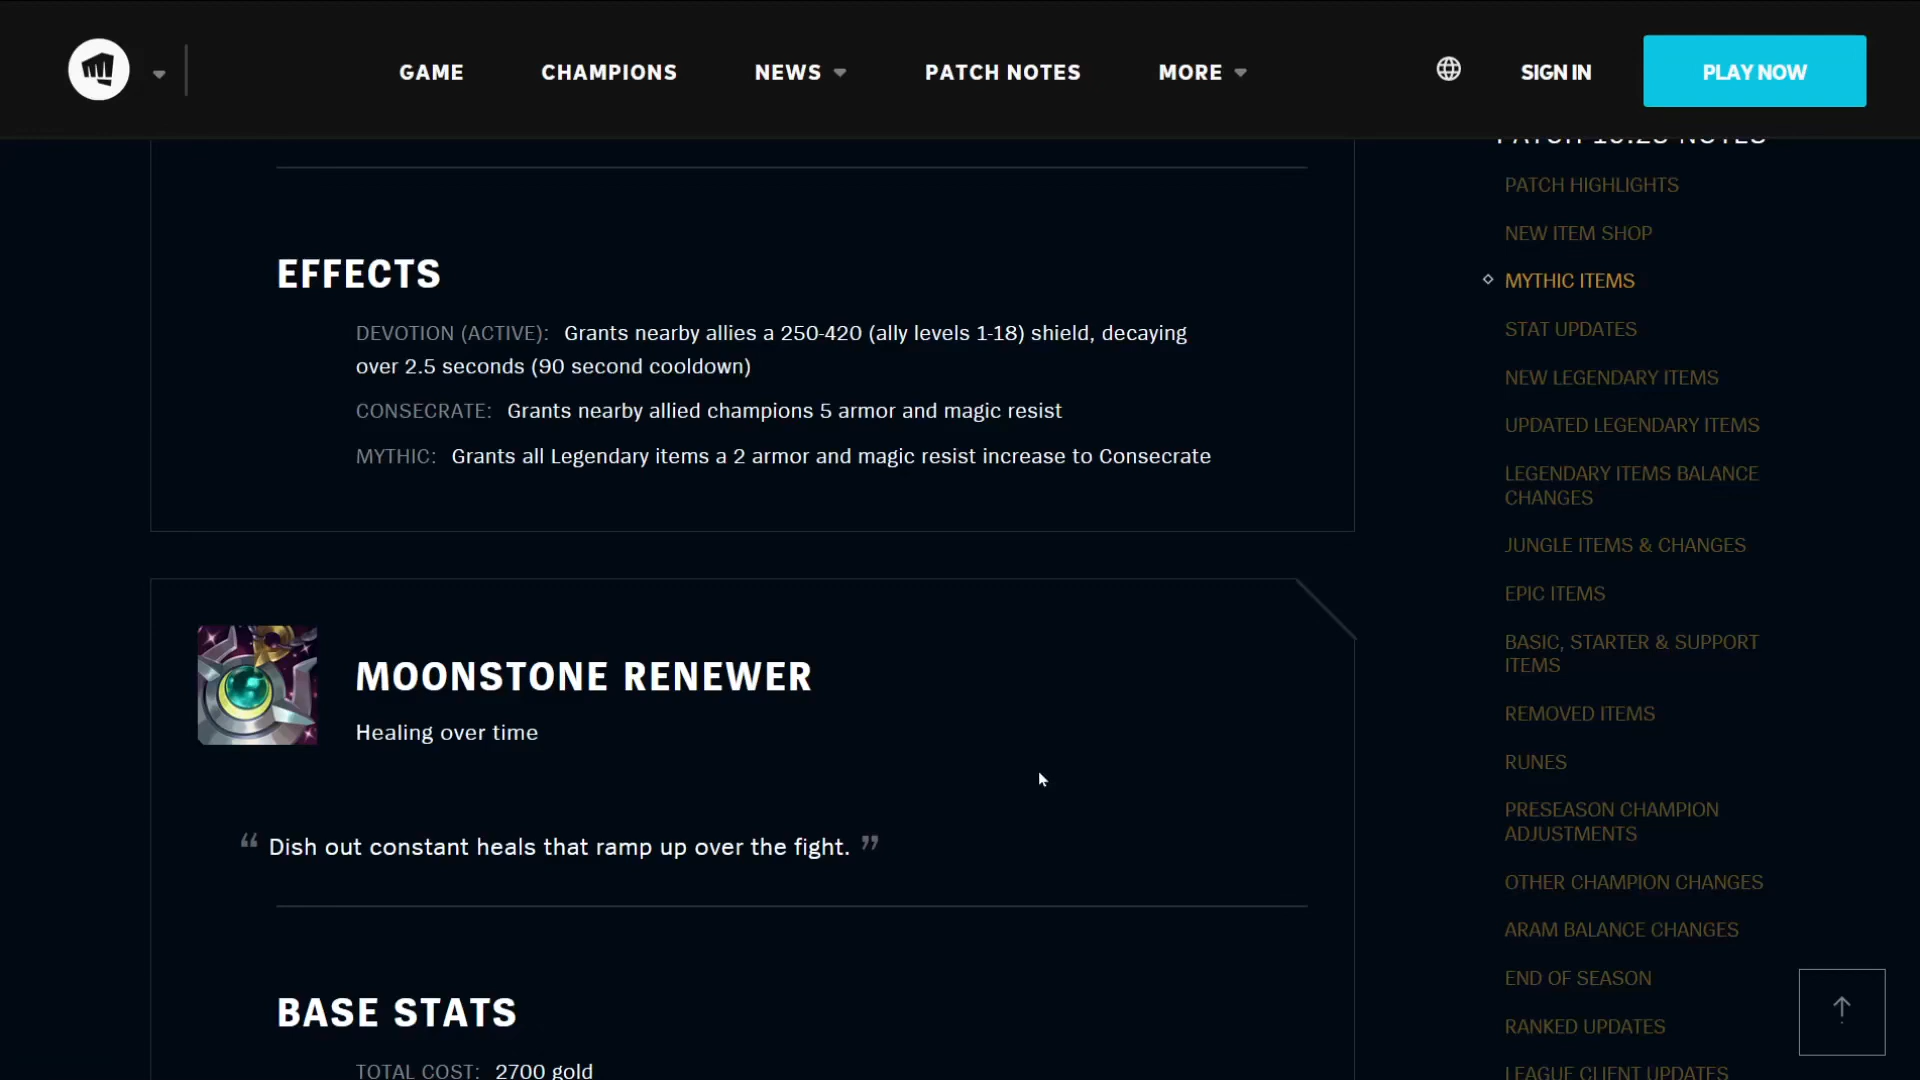 GAME
CHAMPIONS
NEWS
PATCH NOTES
MORE
SIGN IN
PLAY NOW
EFFECTS
DEVOTION (ACTIVE): Grants nearby allies a 250-420 (ally levels 1-18) shield, decaying
over 2.5 seconds (90 second cooldown)
CONSECRATE: Grants nearby allied champions 5 armor and magic resist
MYTHIC: Grants all Legendary items a 2 armor and magic resist increase to Consecrate
MOONSTONE RENEWER
Healing over time
“ Dish out constant heals that ramp up over the fight. ”
BASE STATS
TOTAL COST: 2700 gold
PATCH HIGHLIGHTS
NEW ITEM SHOP
MYTHIC ITEMS
STAT UPDATES
NEW LEGENDARY ITEMS
UPDATED LEGENDARY ITEMS
LEGENDARY ITEMS BALANCE
CHANGES
JUNGLE ITEMS & CHANGES
EPIC ITEMS
BASIC, STARTER & SUPPORT
ITEMS
REMOVED ITEMS
RUNES
PRESEASON CHAMPION
ADJUSTMENTS
OTHER CHAMPION CHANGES
ARAM BALANCE CHANGES
END OF SEASON
RANKED UPDATES
LEAGUE CLIENT UPDATES